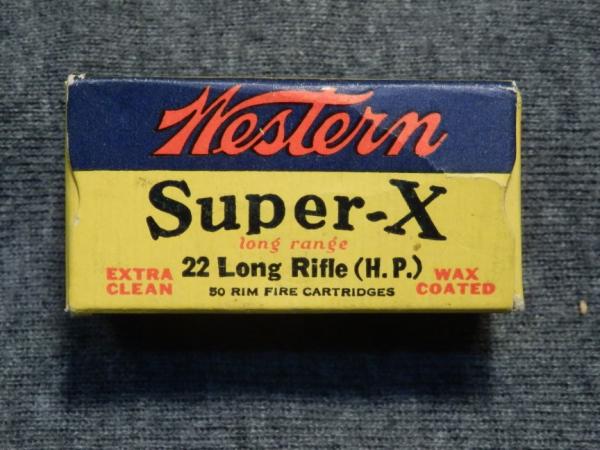 Western
Super-X
long range
22 Long Rifle (H.P.)
EXTRA CLEAN
WAX COATED
50 RIM FIRE CARTRIDGES